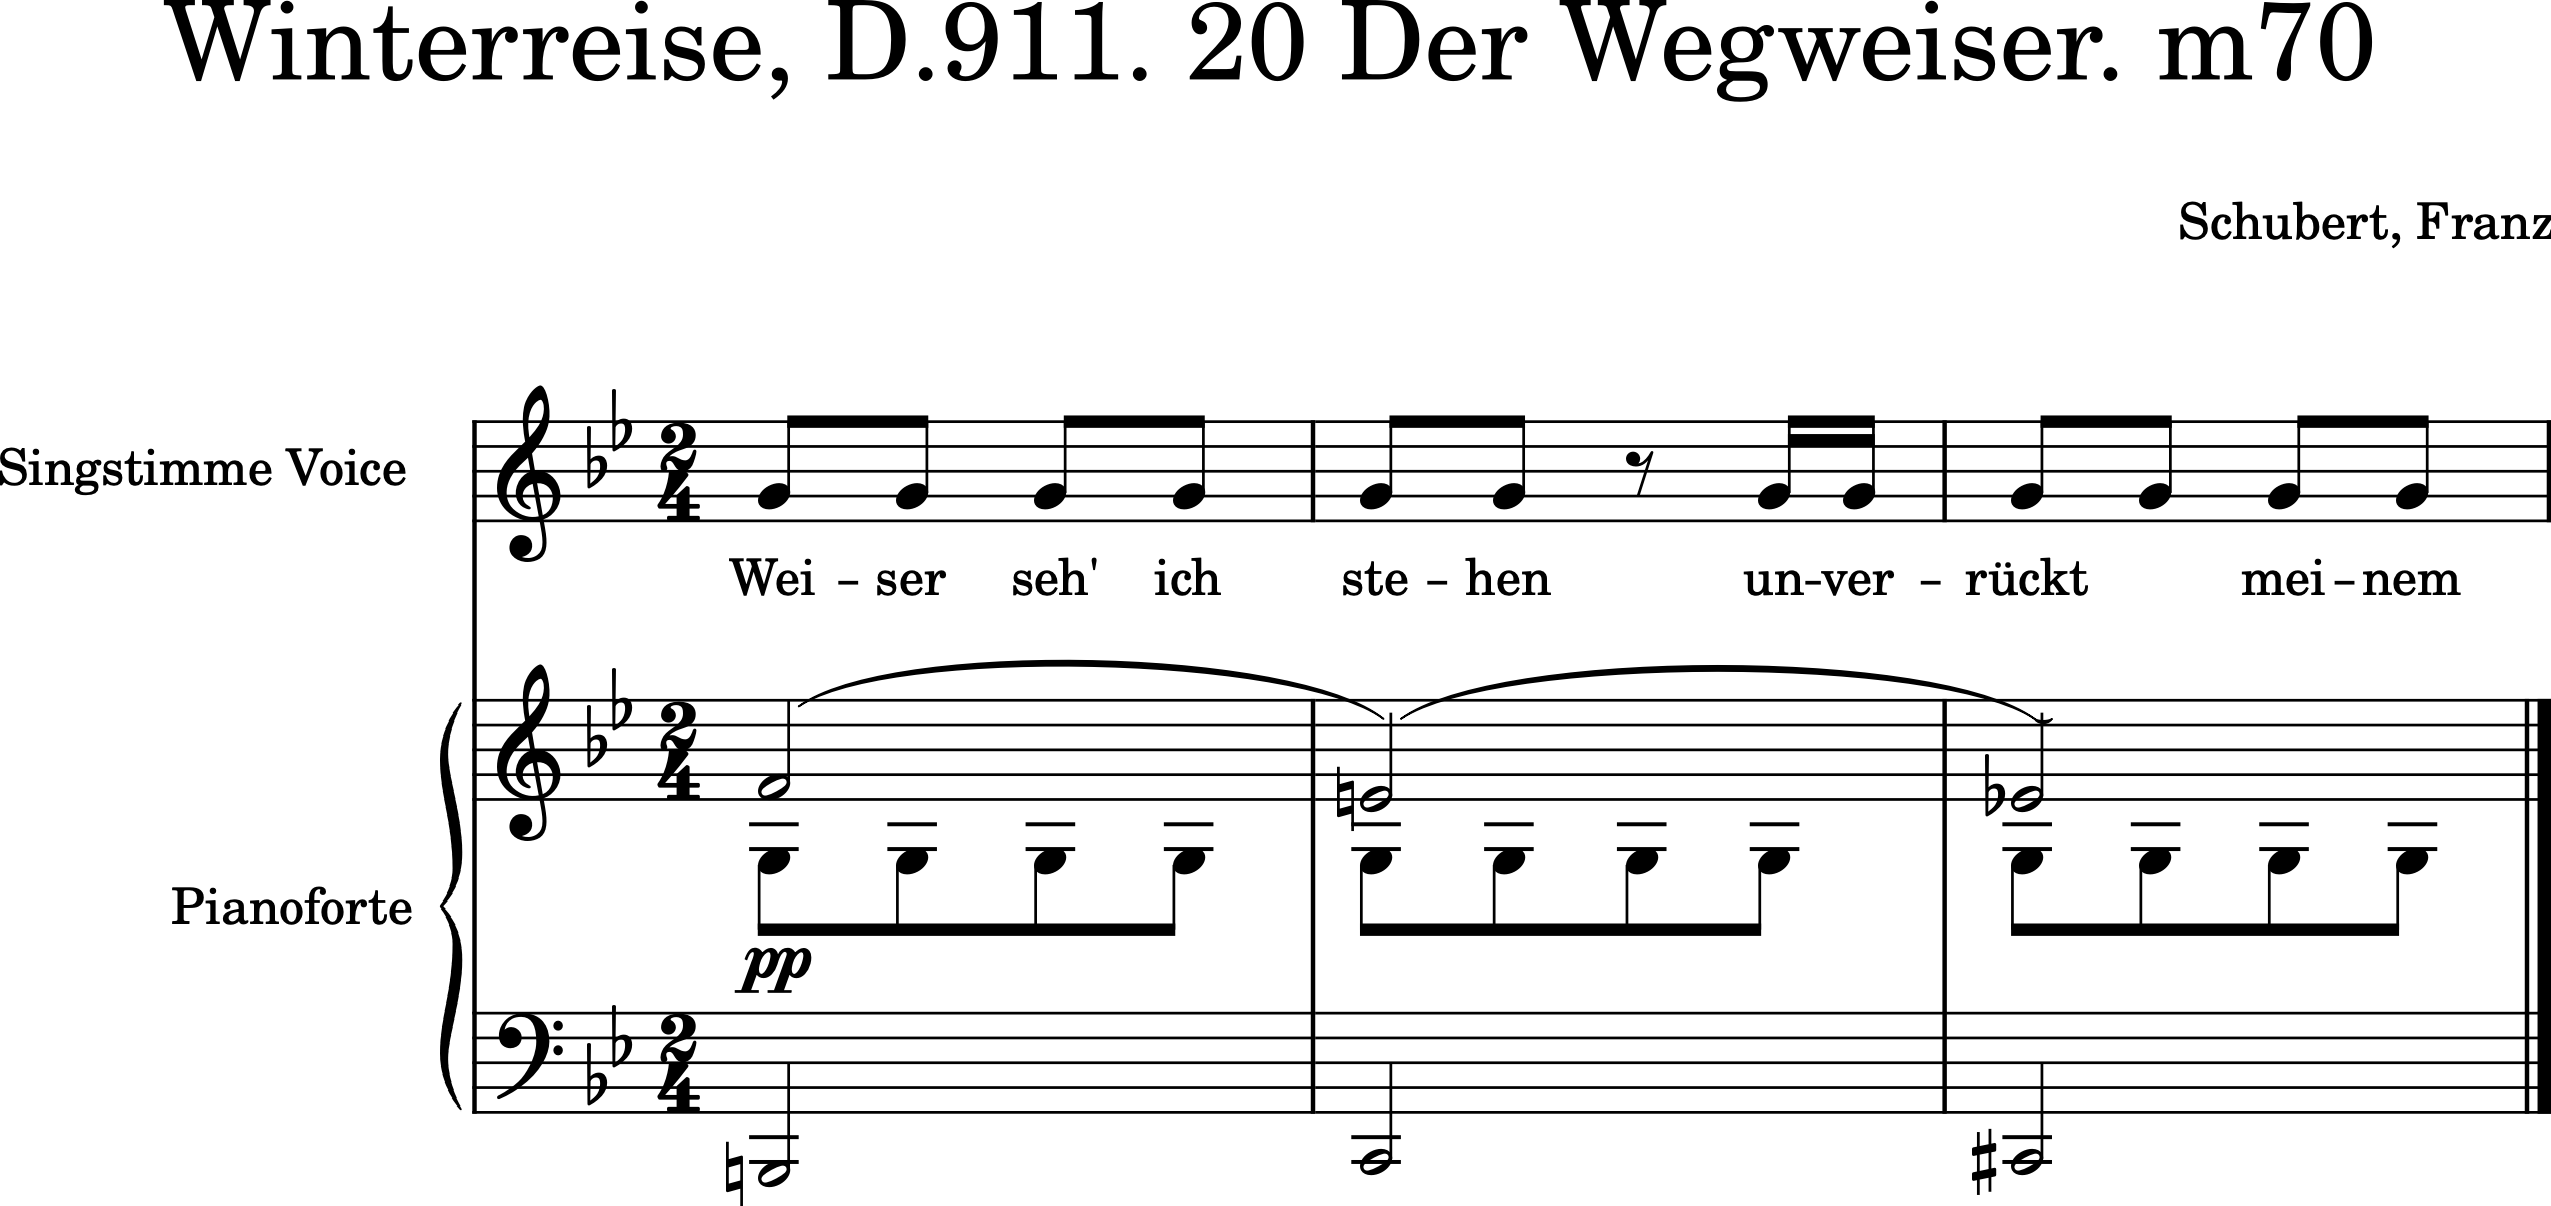 Winterreise, D.911. 20 Der Wegweiser. m70
Schubert, Franz
Singstimme Voice
Wei – ser seh' ich ste – hen un-ver – rückt mei – nem
Pianoforte
pp